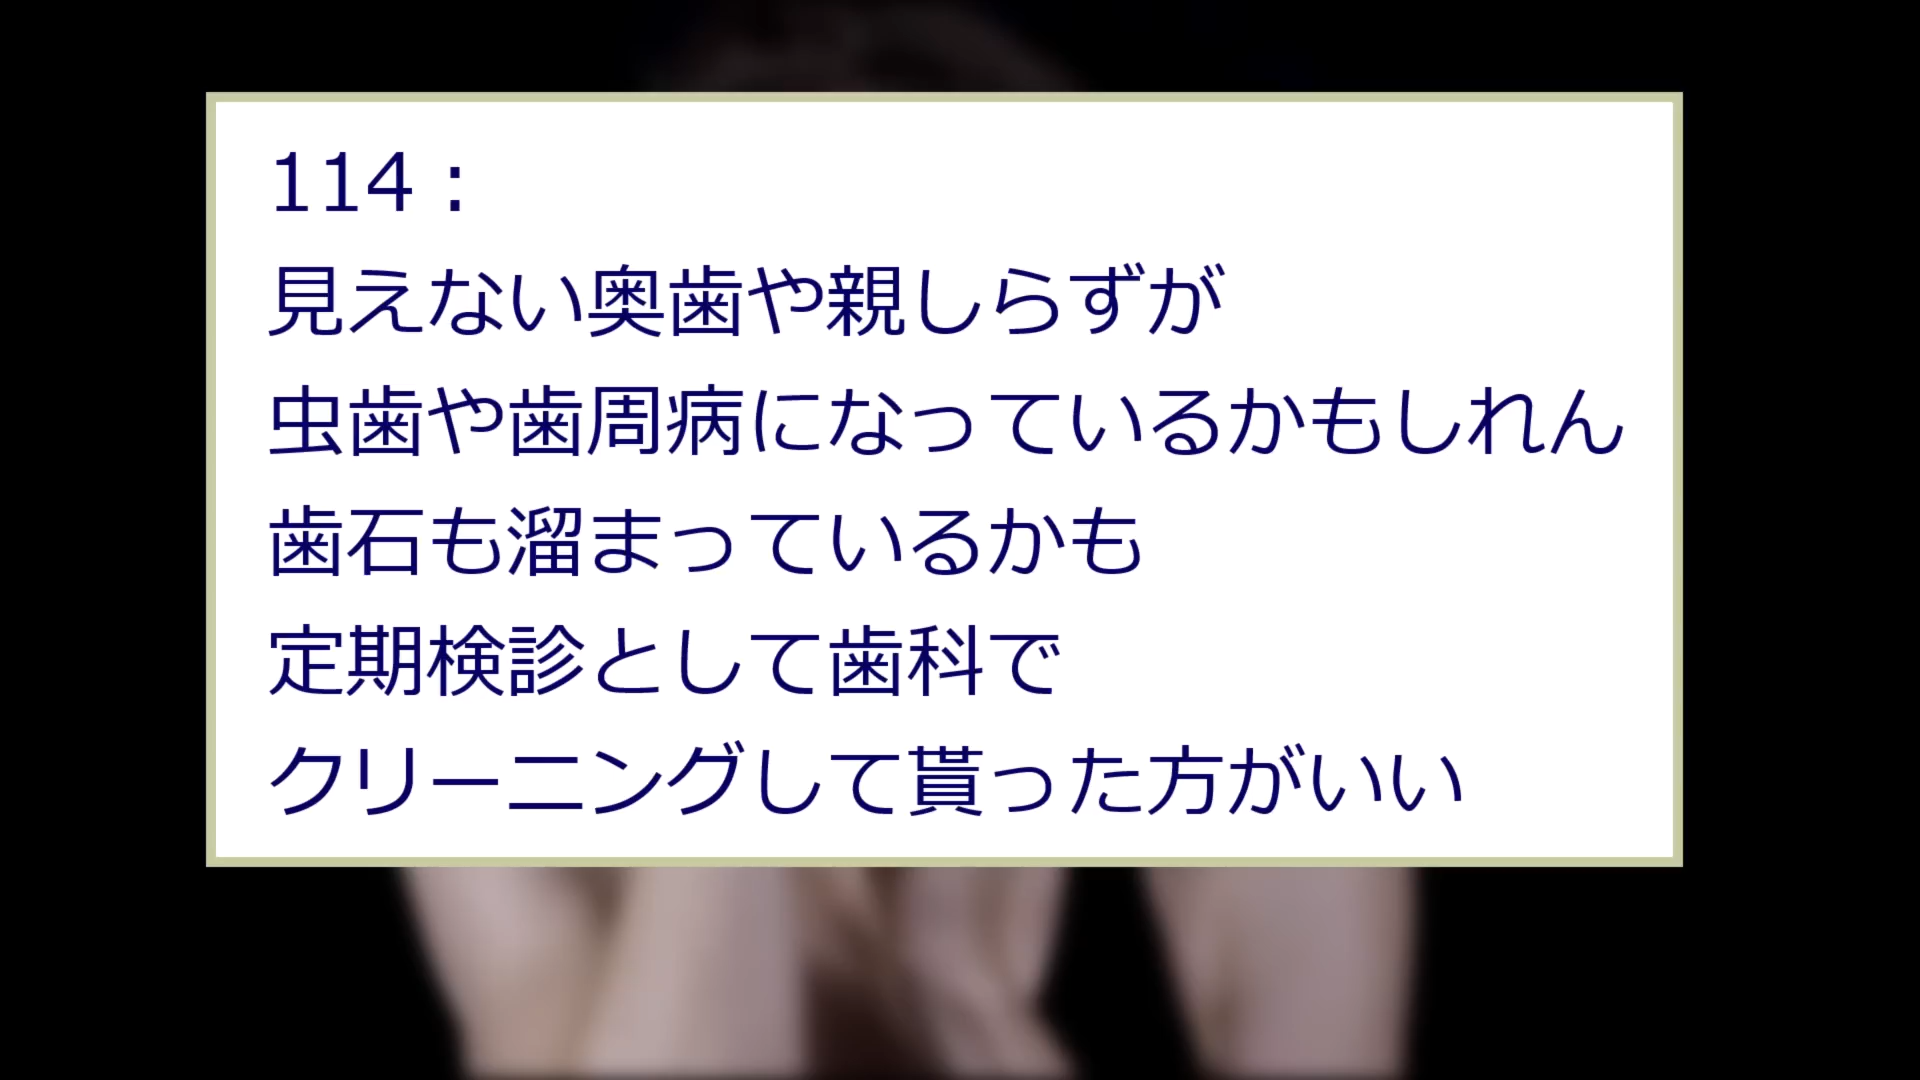 114：
見えない奥歯や親しらずが
虫歯や歯周病になっているかもしれん
歯石も溜まっているかも
定期検診として歯科で
クリーニングして貰った方がいい